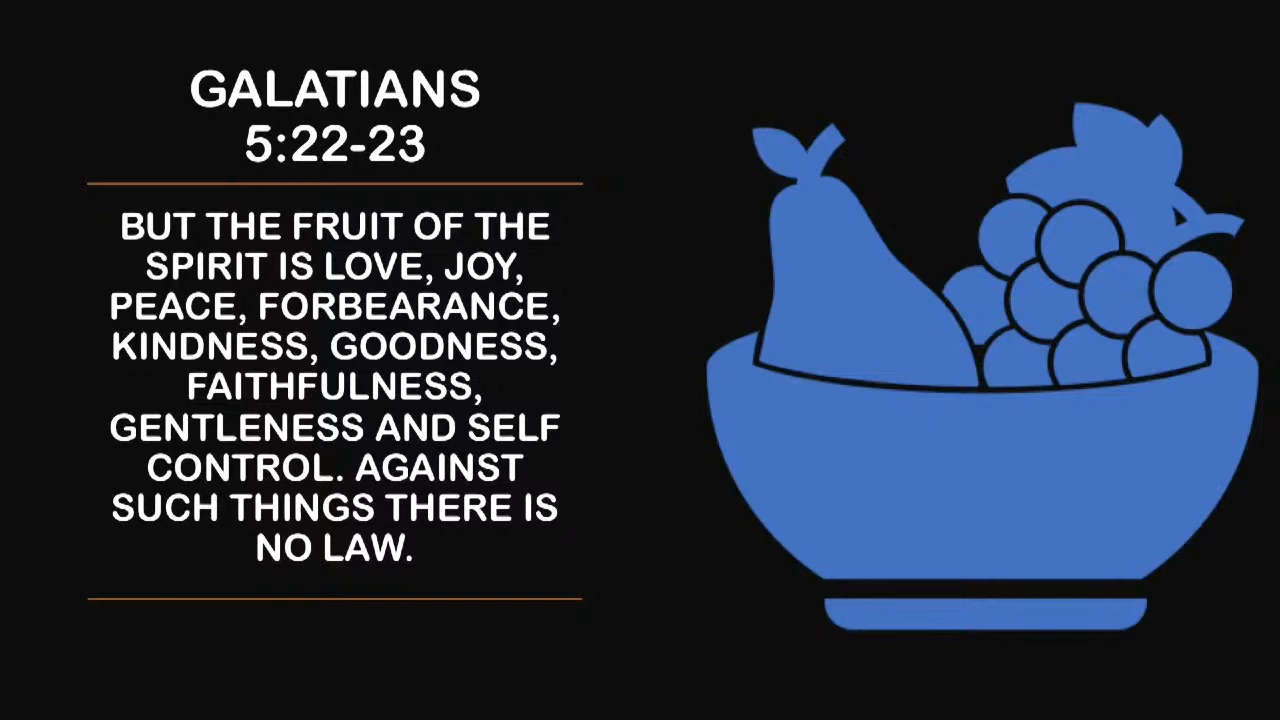 GALATIANS
5:22-23
BUT THE FRUIT OF THE
SPIRIT IS LOVE, JOY,
PEACE, FORBEARANCE,
KINDNESS, GOODNESS,
FAITHFULNESS,
GENTLENESS AND SELF
CONTROL. AGAINST
SUCH THINGS THERE IS
NO LAW.